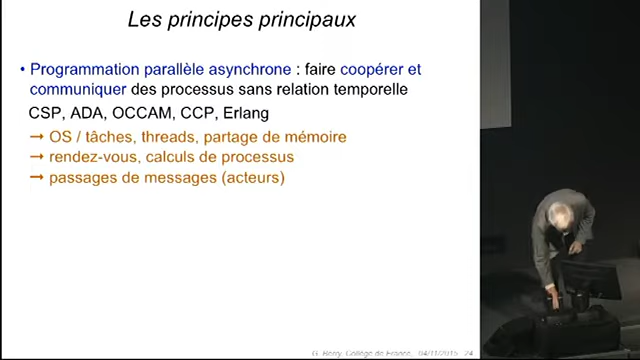 Les principes principaux
• Programmation parallèle asynchrone : faire coopérer et
communiquer des processus sans relation temporelle
CSP, ADA, OCCAM, CCP, Erlang
→ OS / tâches, threads, partage de mémoire
→ rendez-vous, calculs de processus
→ passages de messages (acteurs)
G. Berry, Collège de France, 04/11/2015 24